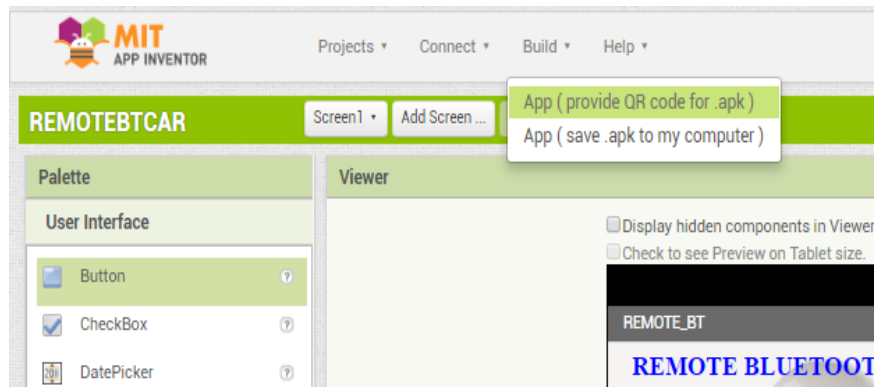 MIT
APP INVENTOR
Projects Connect Build Help
REMOTEBTCAR
Screen1 Add Screen ...
App ( provide QR code for .apk )
App ( save .apk to my computer )
Palette
Viewer
User Interface
Display hidden components in Viewer
Check to see Preview on Tablet size.
Button ?
CheckBox ?
DatePicker ?
REMOTE_BT
REMOTE BLUETOOT